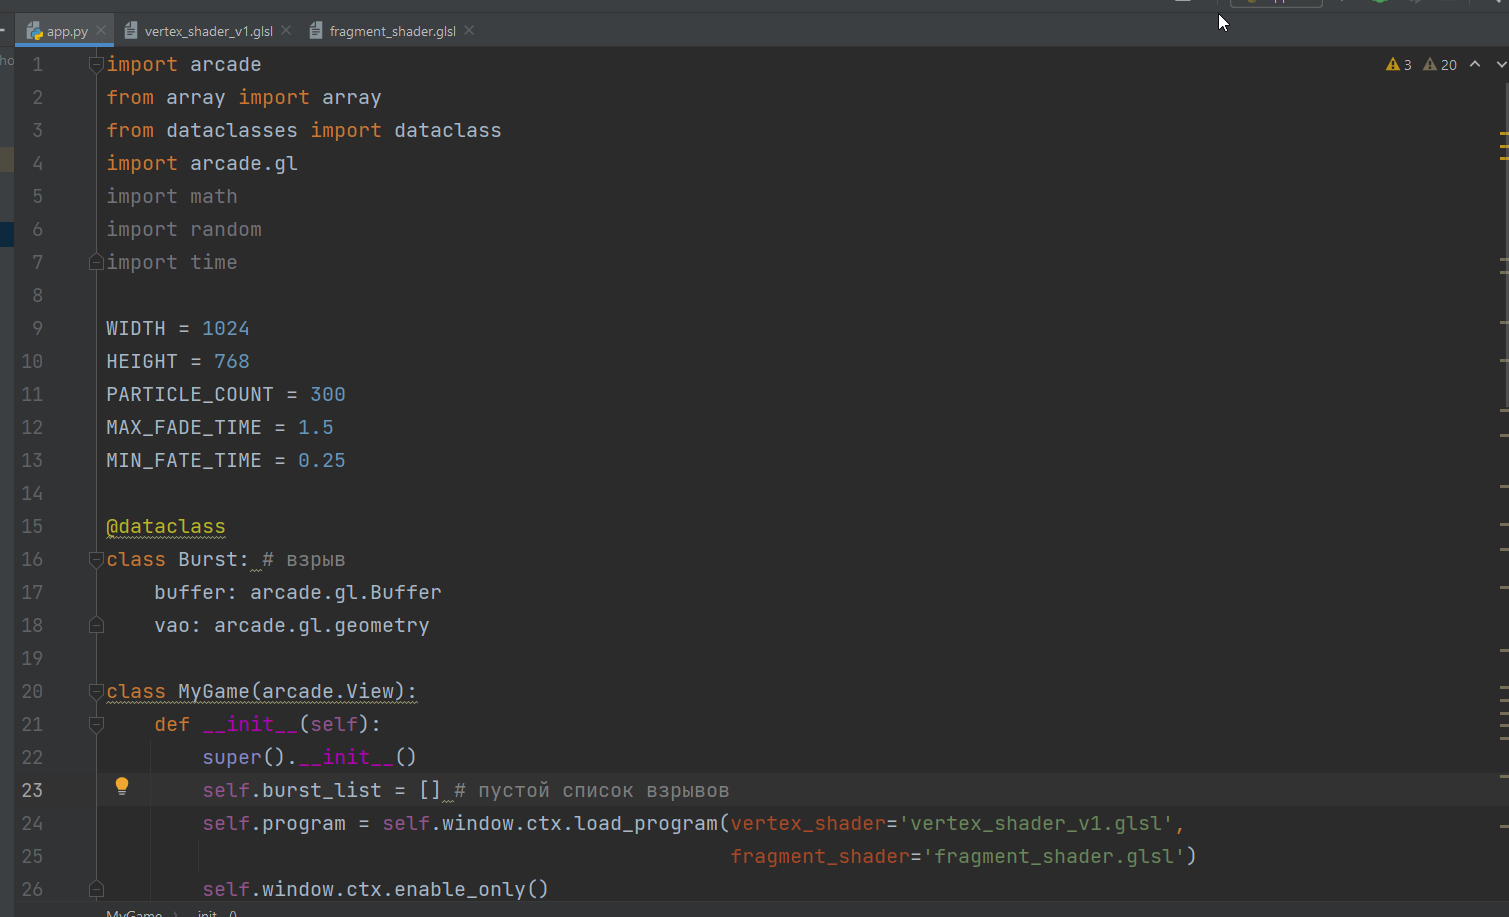 app.py vertex_shader_v1.glsl fragment_shader.glsl
ho
3 20
1 import arcade
2 from array import array
3 from dataclasses import dataclass
4 import arcade.gl
5 import math
6 import random
7 import time
8
9 WIDTH = 1024
10 HEIGHT = 768
11 PARTICLE_COUNT = 300
12 MAX_FADE_TIME = 1.5
13 MIN_FATE_TIME = 0.25
14
15 @dataclass
16 class Burst: # взрыв
17     buffer: arcade.gl.Buffer
18     vao: arcade.gl.geometry
19
20 class MyGame(arcade.View):
21     def __init__(self):
22         super().__init__()
23         self.burst_list = [] # пустой список взрывов
24         self.program = self.window.ctx.load_program(vertex_shader='vertex_shader_v1.glsl',
25                                                     fragment_shader='fragment_shader.glsl')
26         self.window.ctx.enable_only()
MyGame > __init__()